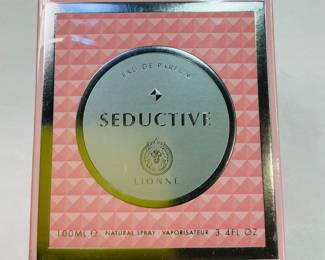 EAU DE PARFUM
SEDUCTIVE
LIONNE
100ML ℮ NATURAL SPRAY - VAPORISATEUR 3.4FL OZ